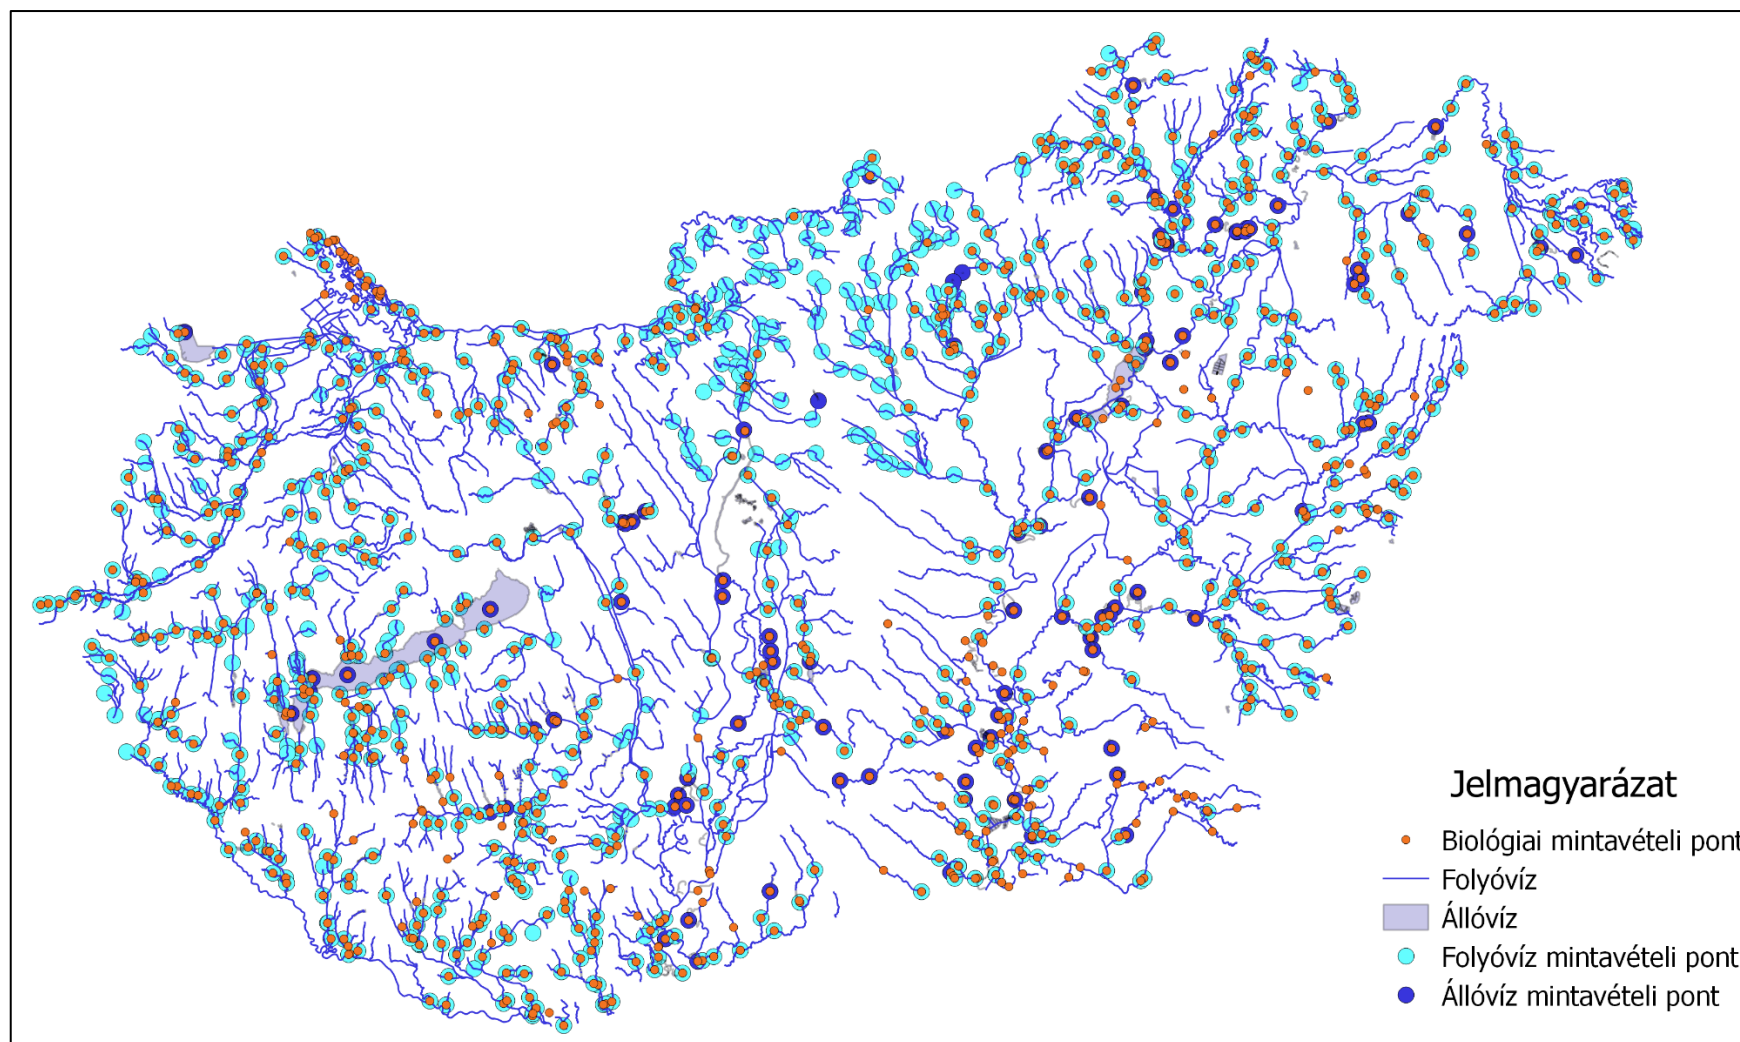 Jelmagyarázat
Biológiai mintavételi pont
Folyóvíz
Állóvíz
Folyóvíz mintavételi pont
Állóvíz mintavételi pont